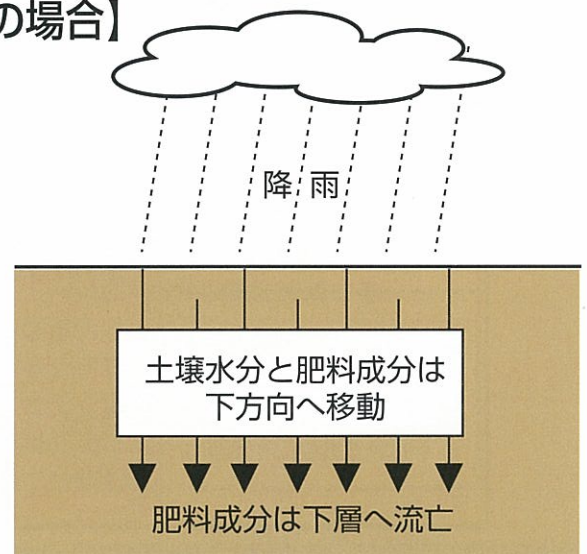 の場合】
降雨
土壌水分と肥料成分は
下方向へ移動
肥料成分は下層へ流亡